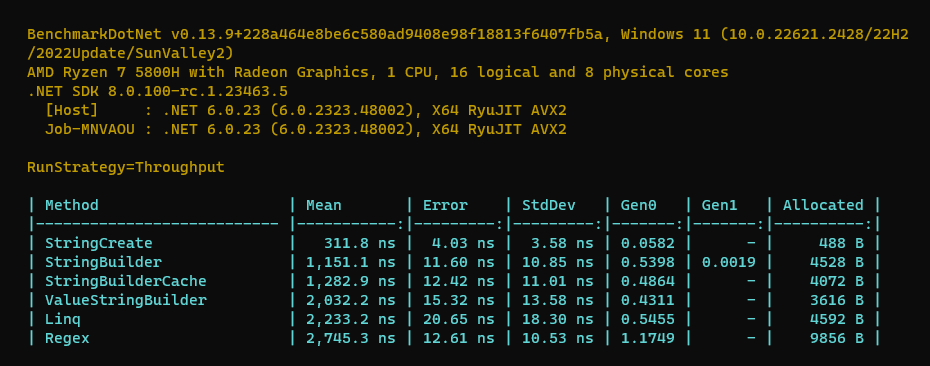 BenchmarkDotNet v0.13.9+228a464e8be6c580ad9408e98f18813f6407fb5a, Windows 11 (10.0.22621.2428/22H2
/2022Update/SunValley2)
AMD Ryzen 7 5800H with Radeon Graphics, 1 CPU, 16 logical and 8 physical cores
.NET SDK 8.0.100-rc.1.23463.5
  [Host]     : .NET 6.0.23 (6.0.2323.48002), X64 RyuJIT AVX2
  Job-MNVAOU : .NET 6.0.23 (6.0.2323.48002), X64 RyuJIT AVX2
RunStrategy=Throughput
| Method                     | Mean       | Error    | StdDev   | Gen0   | Gen1   | Allocated |
|--------------------------- |-----------:|---------:|---------:|-------:|-------:|----------:|
| StringCreate               |   311.8 ns |  4.03 ns |  3.58 ns | 0.0582 |      - |     488 B |
| StringBuilder              | 1,151.1 ns | 11.60 ns | 10.85 ns | 0.5398 | 0.0019 |    4528 B |
| StringBuilderCache         | 1,282.9 ns | 12.42 ns | 11.01 ns | 0.4864 |      - |    4072 B |
| ValueStringBuilder         | 2,032.2 ns | 15.32 ns | 13.58 ns | 0.4311 |      - |    3616 B |
| Linq                       | 2,233.2 ns | 20.65 ns | 18.30 ns | 0.5455 |      - |    4592 B |
| Regex                      | 2,745.3 ns | 12.61 ns | 10.53 ns | 1.1749 |      - |    9856 B |